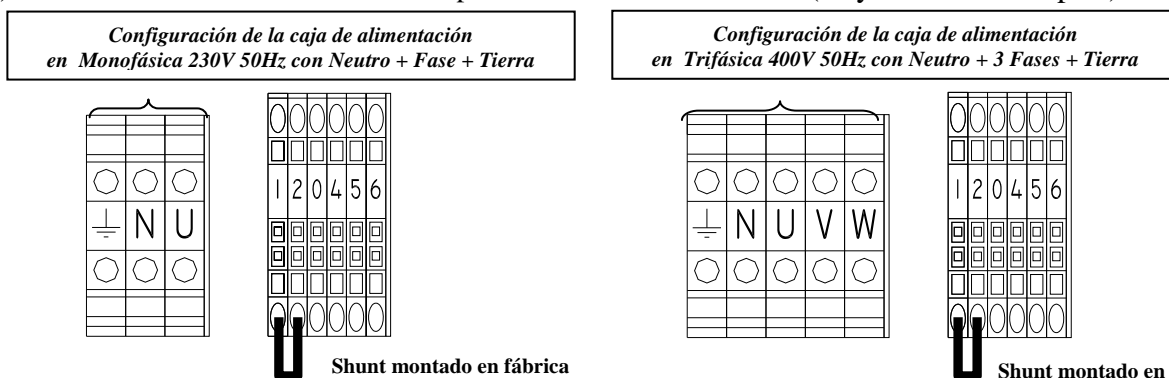 Configuración de la caja de alimentación
en Monofásica 230V 50Hz con Neutro + Fase + Tierra
Configuración de la caja de alimentación
en Trifásica 400V 50Hz con Neutro + 3 Fases + Tierra
N U
1 2 0 4 5 6
N U V W
1 2 0 4 5 6
Shunt montado en fábrica
Shunt montado en